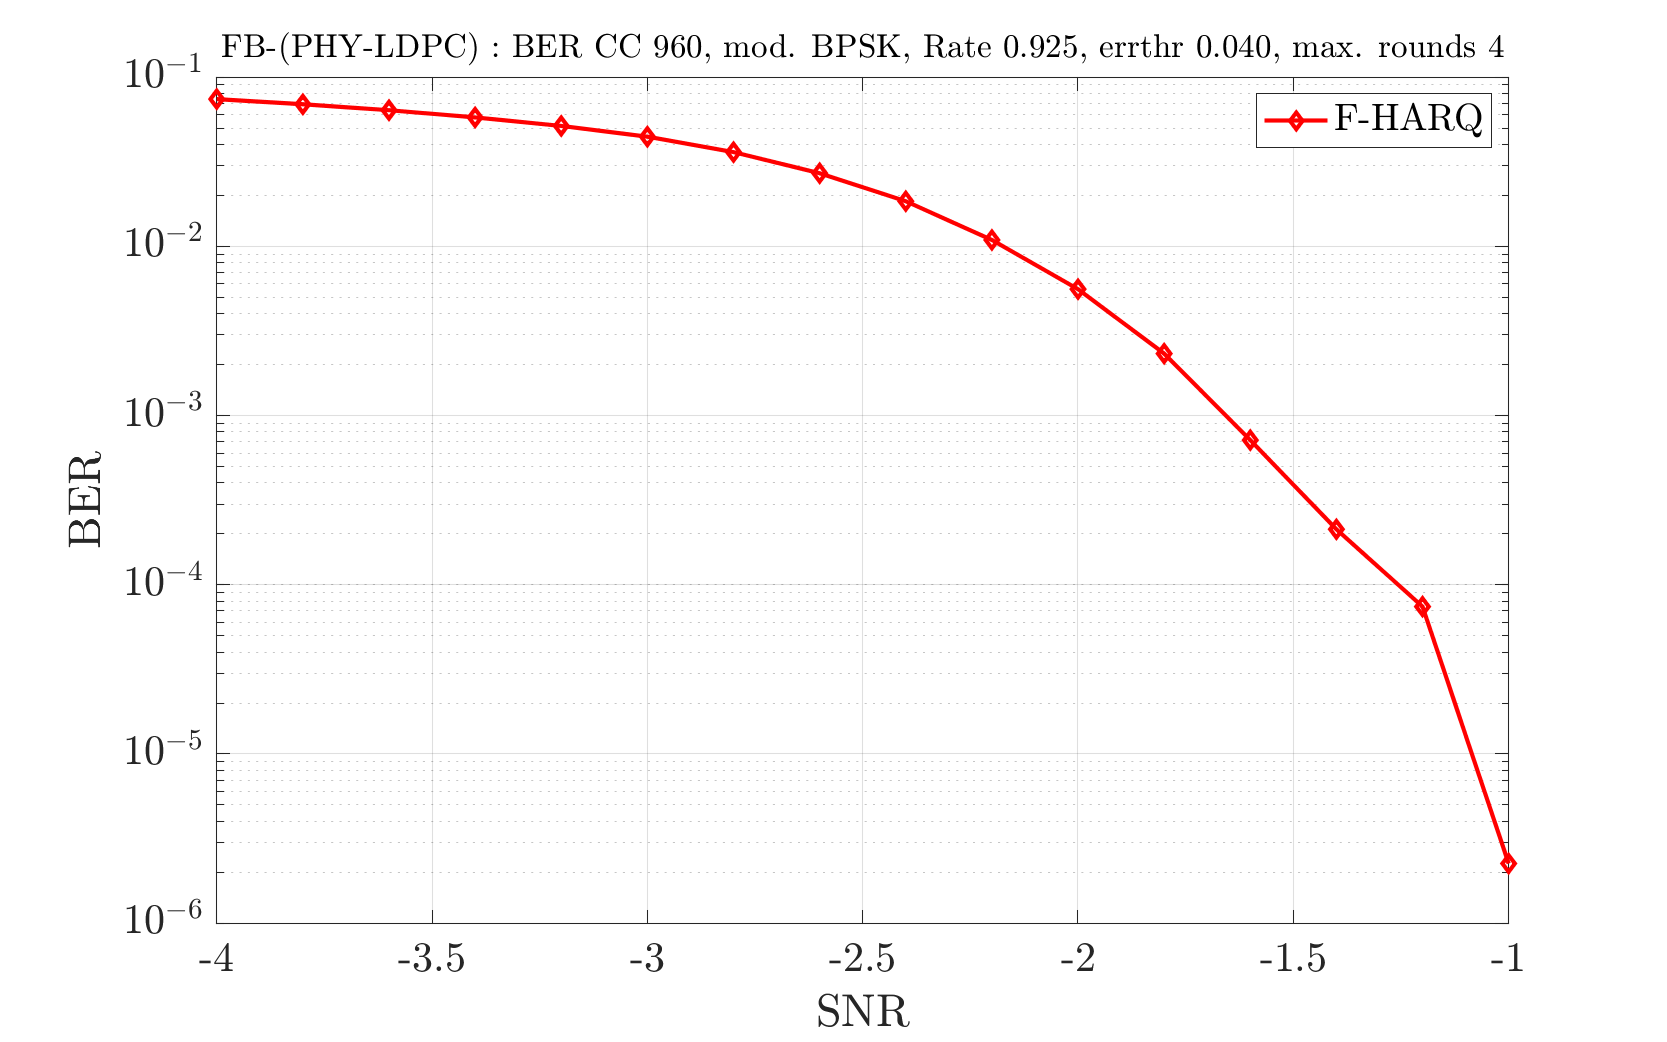 FB-(PHY-LDPC) : BER CC 960, mod. BPSK, Rate 0.925, errthr 0.040, max. rounds 4
F-HARQ
BER
10^{-1}
10^{-2}
10^{-3}
10^{-4}
10^{-5}
10^{-6}
-4 -3.5 -3 -2.5 -2 -1.5 -1
SNR